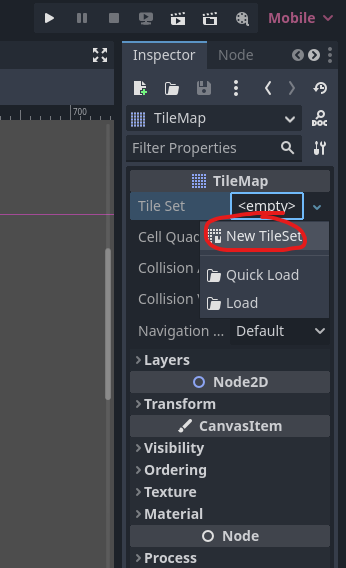 Mobile
Inspector Node
700
TileMap
DOC
Filter Properties
TileMap
Tile Set <empty>
Cell Quad
New TileSet
Collision
Quick Load
Collision
Load
Navigation ... Default
Layers
Node2D
Transform
CanvasItem
Visibility
Ordering
Texture
Material
Node
Process